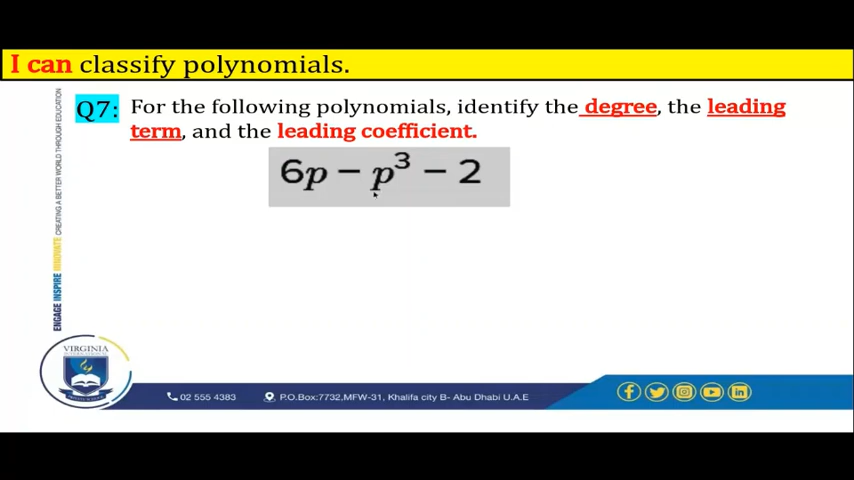 I can classify polynomials.
Q7: For the following polynomials, identify the degree, the leading
term, and the leading coefficient.
6p − p³ − 2
ENGAGE INSPIRE INNOVATE CREATING A BETTER WORLD THROUGH EDUCATION
VIRGINIA
INTERNATIONAL
02 555 4383
P.O.Box:7732,MFW-31, Khalifa city B- Abu Dhabi U.A.E